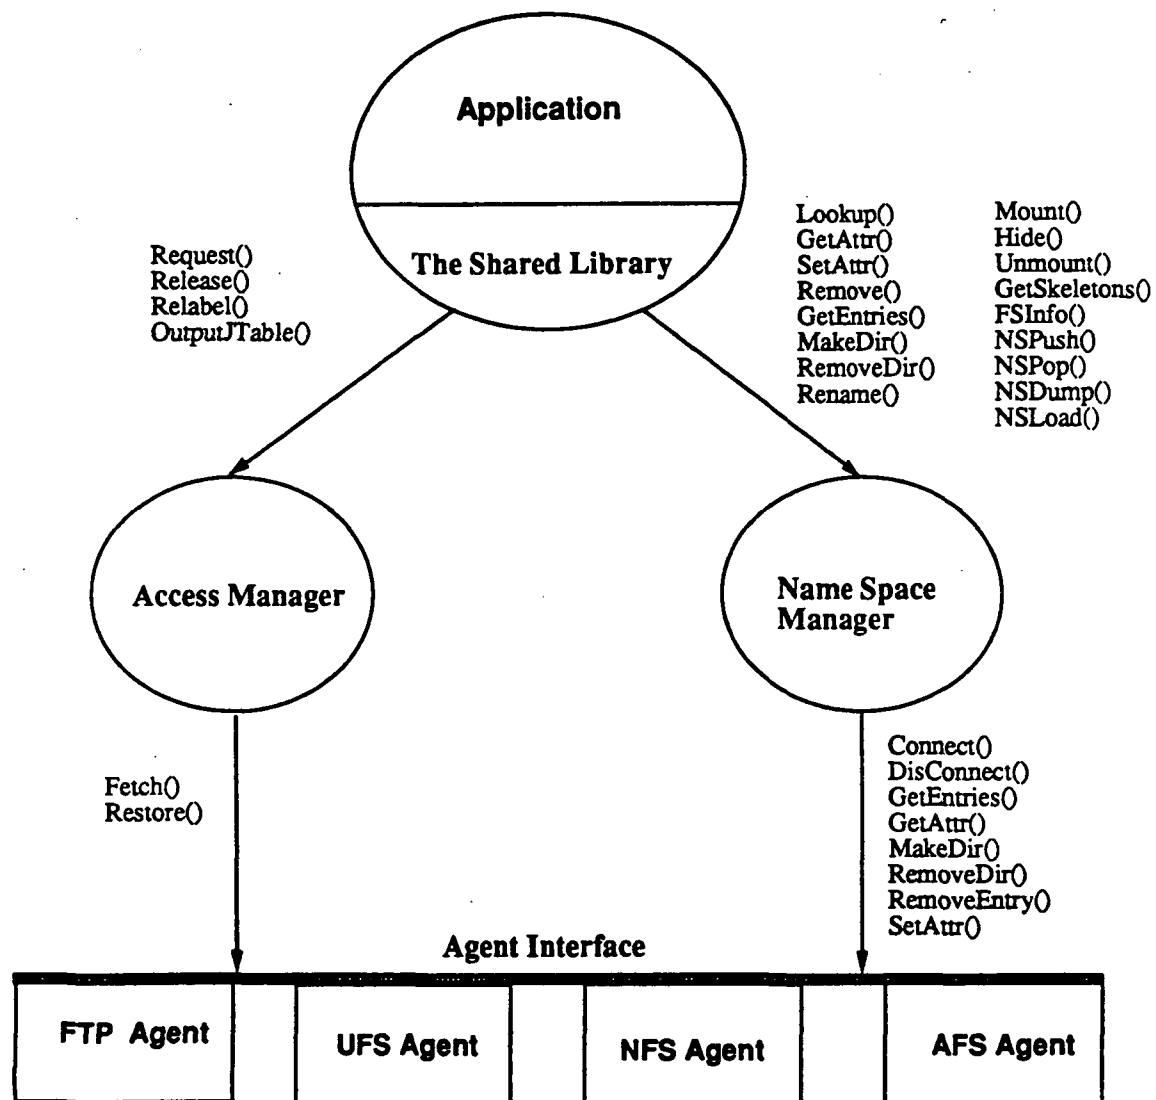 Application
The Shared Library
Request()
Release()
Relabel()
OutputJTable()
Lookup()
GetAttr()
SetAttr()
Remove()
GetEntries()
MakeDir()
RemoveDir()
Rename()
Mount()
Hide()
Unmount()
GetSkeletons()
FSInfo()
NSPush()
NSPop()
NSDump()
NSLoad()
Access Manager
Name Space
Manager
Fetch()
Restore()
Connect()
DisConnect()
GetEntries()
GetAttr()
MakeDir()
RemoveDir()
RemoveEntry()
SetAttr()
Agent Interface
FTP Agent
UFS Agent
NFS Agent
AFS Agent